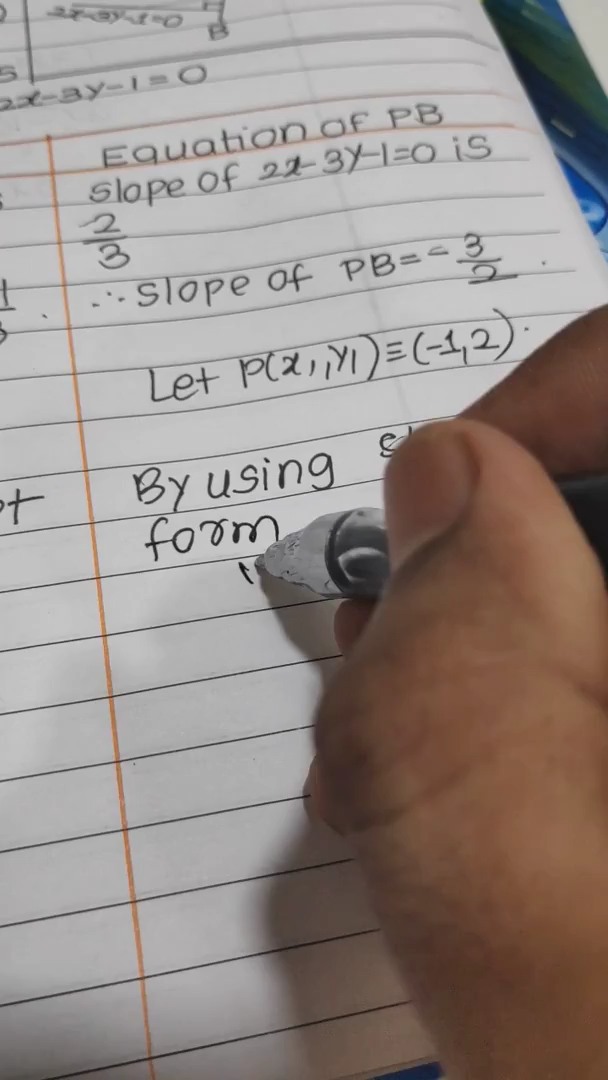 2x-3y-1=0
B
2x-3y-1=0
Equation of PB
slope of 2x-3y-1=0 is
2/3
∴ slope of PB=-3/2.
Let P(x₁,y₁)≡(-1,2).
By using
form